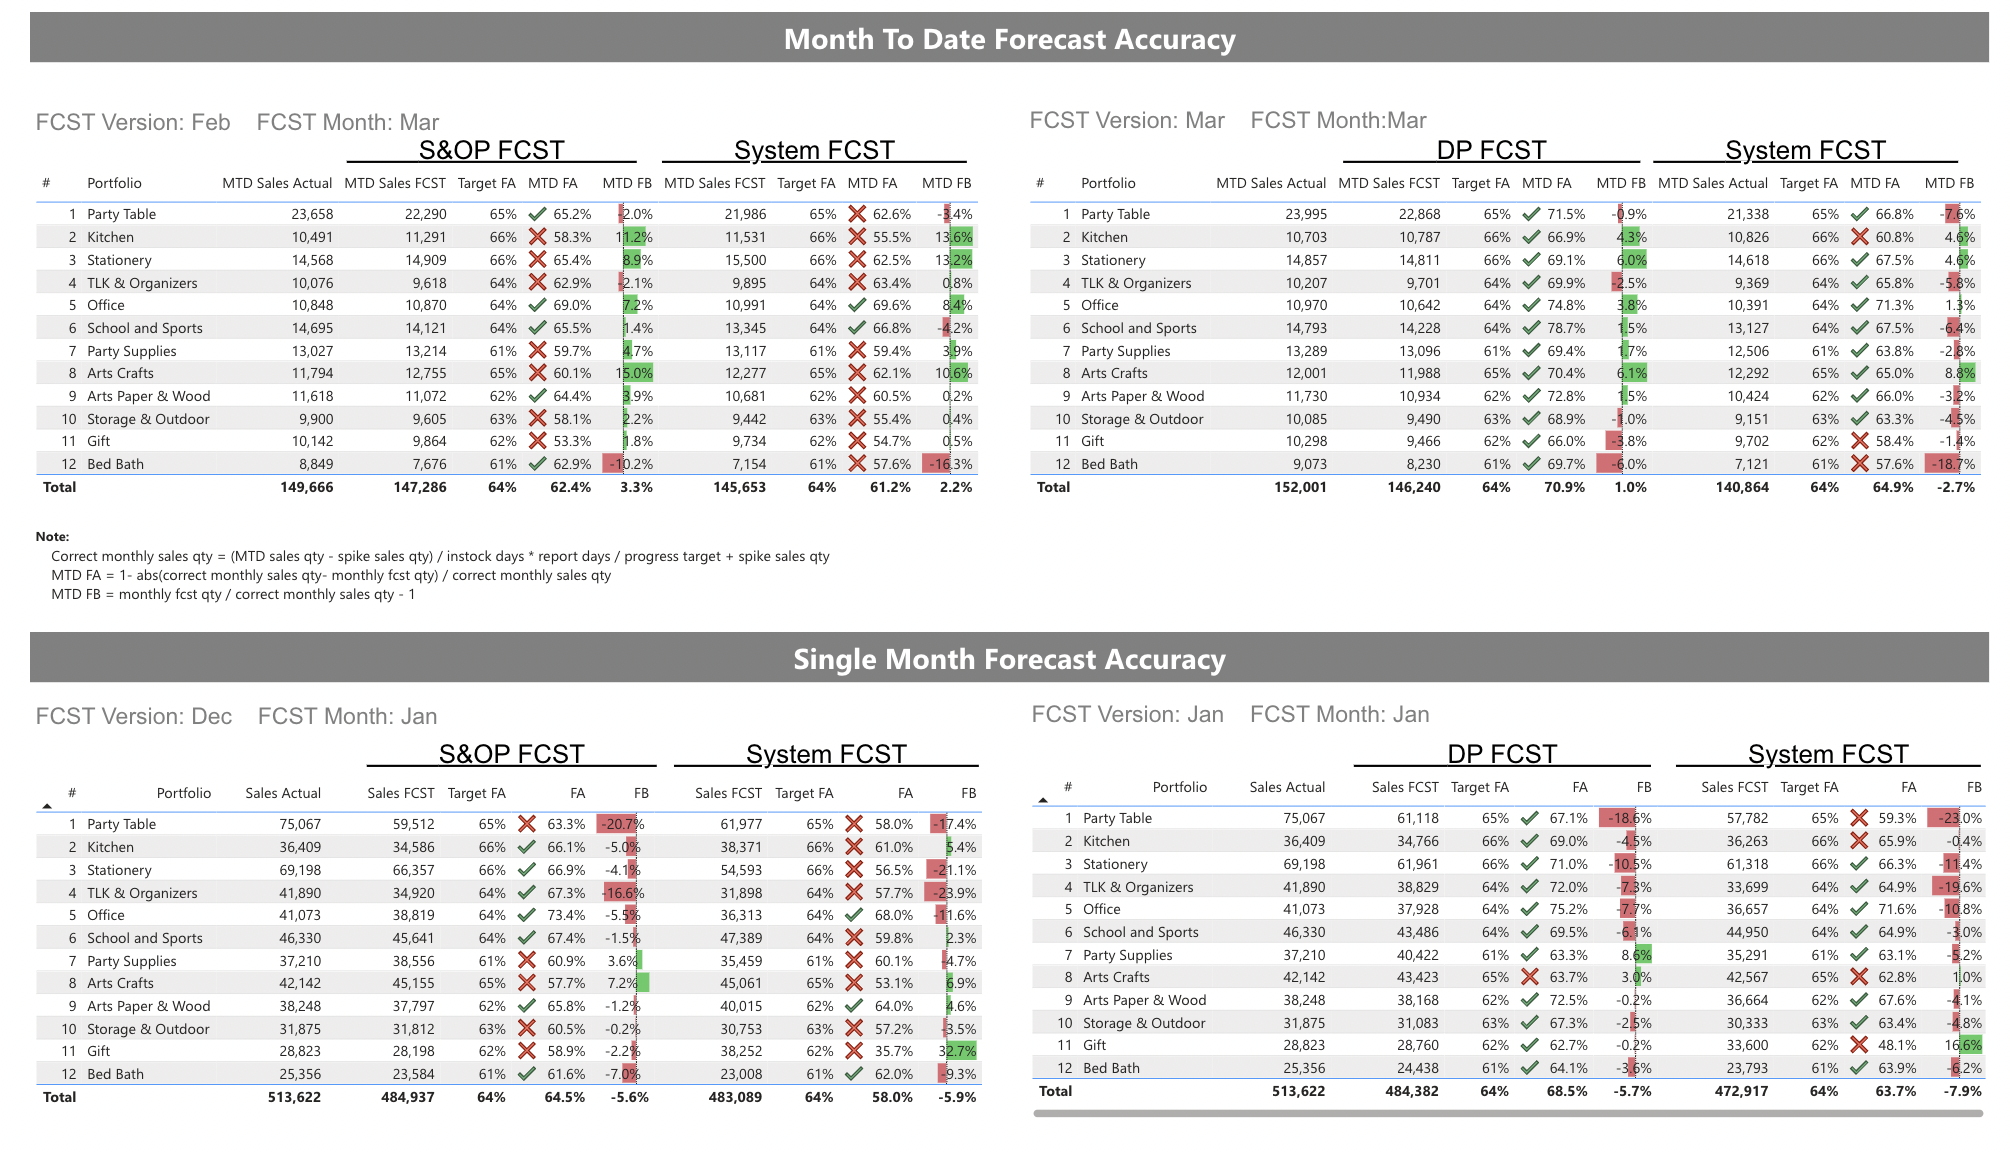 Month To Date Forecast Accuracy
FCST Version: Feb FCST Month: Mar
S&OP FCST System FCST
# Portfolio MTD Sales Actual MTD Sales FCST Target FA MTD FA MTD FB MTD Sales FCST Target FA MTD FA MTD FB
1 Party Table 23,658 22,290 65% 65.2% -2.0% 21,986 65% 62.6% -3.4%
2 Kitchen 10,491 11,291 66% 58.3% 11.2% 11,531 66% 55.5% 13.6%
3 Stationery 14,568 14,909 66% 65.4% 8.9% 15,500 66% 62.5% 13.2%
4 TLK & Organizers 10,076 9,618 64% 62.9% -2.1% 9,895 64% 63.4% 0.8%
5 Office 10,848 10,870 64% 69.0% 7.2% 10,991 64% 69.6% 8.4%
6 School and Sports 14,695 14,121 64% 65.5% 1.4% 13,345 64% 66.8% -4.2%
7 Party Supplies 13,027 13,214 61% 59.7% 4.7% 13,117 61% 59.4% 3.9%
8 Arts Crafts 11,794 12,755 65% 60.1% 15.0% 12,277 65% 62.1% 10.6%
9 Arts Paper & Wood 11,618 11,072 62% 64.4% 3.9% 10,681 62% 60.5% 0.2%
10 Storage & Outdoor 9,900 9,605 63% 58.1% 2.2% 9,442 63% 55.4% 0.4%
11 Gift 10,142 9,864 62% 53.3% 1.8% 9,734 62% 54.7% 0.5%
12 Bed Bath 8,849 7,676 61% 62.9% -10.2% 7,154 61% 57.6% -16.3%
Total 149,666 147,286 64% 62.4% 3.3% 145,653 64% 61.2% 2.2%
FCST Version: Mar FCST Month:Mar
DP FCST System FCST
# Portfolio MTD Sales Actual MTD Sales FCST Target FA MTD FA MTD FB MTD Sales Actual Target FA MTD FA MTD FB
1 Party Table 23,995 22,868 65% 71.5% -0.9% 21,338 65% 66.8% -7.6%
2 Kitchen 10,703 10,787 66% 66.9% 4.3% 10,826 66% 60.8% 4.6%
3 Stationery 14,857 14,811 66% 69.1% 6.0% 14,618 66% 67.5% 4.6%
4 TLK & Organizers 10,207 9,701 64% 69.9% -2.5% 9,369 64% 65.8% -5.8%
5 Office 10,970 10,642 64% 74.8% 3.8% 10,391 64% 71.3% 1.3%
6 School and Sports 14,793 14,228 64% 78.7% 1.5% 13,127 64% 67.5% -6.4%
7 Party Supplies 13,289 13,096 61% 69.4% 1.7% 12,506 61% 63.8% -2.8%
8 Arts Crafts 12,001 11,988 65% 70.4% 6.1% 12,292 65% 65.0% 8.8%
9 Arts Paper & Wood 11,730 10,934 62% 72.8% 1.5% 10,424 62% 66.0% -3.2%
10 Storage & Outdoor 10,085 9,490 63% 68.9% -1.0% 9,151 63% 63.3% -4.5%
11 Gift 10,298 9,466 62% 66.0% -3.8% 9,702 62% 58.4% -1.4%
12 Bed Bath 9,073 8,230 61% 69.7% -6.0% 7,121 61% 57.6% -18.7%
Total 152,001 146,240 64% 70.9% 1.0% 140,864 64% 64.9% -2.7%
Note:
Correct monthly sales qty = (MTD sales qty - spike sales qty) / instock days * report days / progress target + spike sales qty
MTD FA = 1- abs(correct monthly sales qty- monthly fcst qty) / correct monthly sales qty
MTD FB = monthly fcst qty / correct monthly sales qty - 1
Single Month Forecast Accuracy
FCST Version: Dec FCST Month: Jan
S&OP FCST System FCST
# Portfolio Sales Actual Sales FCST Target FA FA FB Sales FCST Target FA FA FB
1 Party Table 75,067 59,512 65% 63.3% -20.7% 61,977 65% 58.0% -17.4%
2 Kitchen 36,409 34,586 66% 66.1% -5.0% 38,371 66% 61.0% 5.4%
3 Stationery 69,198 66,357 66% 66.9% -4.1% 54,593 66% 56.5% -21.1%
4 TLK & Organizers 41,890 34,920 64% 67.3% -16.6% 31,898 64% 57.7% -23.9%
5 Office 41,073 38,819 64% 73.4% -5.5% 36,313 64% 68.0% -11.6%
6 School and Sports 46,330 45,641 64% 67.4% -1.5% 47,389 64% 59.8% 2.3%
7 Party Supplies 37,210 38,556 61% 60.9% 3.6% 35,459 61% 60.1% -4.7%
8 Arts Crafts 42,142 45,155 65% 57.7% 7.2% 45,061 65% 53.1% 6.9%
9 Arts Paper & Wood 38,248 37,797 62% 65.8% -1.2% 40,015 62% 64.0% 4.6%
10 Storage & Outdoor 31,875 31,812 63% 60.5% -0.2% 30,753 63% 57.2% -3.5%
11 Gift 28,823 28,198 62% 58.9% -2.2% 38,252 62% 35.7% 32.7%
12 Bed Bath 25,356 23,584 61% 61.6% -7.0% 23,008 61% 62.0% -9.3%
Total 513,622 484,937 64% 64.5% -5.6% 483,089 64% 58.0% -5.9%
FCST Version: Jan FCST Month: Jan
DP FCST System FCST
# Portfolio Sales Actual Sales FCST Target FA FA FB Sales FCST Target FA FA FB
1 Party Table 75,067 61,118 65% 67.1% -18.6% 57,782 65% 59.3% -23.0%
2 Kitchen 36,409 34,766 66% 69.0% -4.5% 36,263 66% 65.9% -0.4%
3 Stationery 69,198 61,961 66% 71.0% -10.5% 61,318 66% 66.3% -11.4%
4 TLK & Organizers 41,890 38,829 64% 72.0% -7.3% 33,699 64% 64.9% -19.6%
5 Office 41,073 37,928 64% 75.2% -7.7% 36,657 64% 71.6% -10.8%
6 School and Sports 46,330 43,486 64% 69.5% -6.1% 44,950 64% 64.9% -3.0%
7 Party Supplies 37,210 40,422 61% 63.3% 8.6% 35,291 61% 63.1% -5.2%
8 Arts Crafts 42,142 43,423 65% 63.7% 3.0% 42,567 65% 62.8% 1.0%
9 Arts Paper & Wood 38,248 38,168 62% 72.5% -0.2% 36,664 62% 67.6% -4.1%
10 Storage & Outdoor 31,875 31,083 63% 67.3% -2.5% 30,333 63% 63.4% -4.8%
11 Gift 28,823 28,760 62% 62.7% -0.2% 33,600 62% 48.1% 16.6%
12 Bed Bath 25,356 24,438 61% 64.1% -3.6% 23,793 61% 63.9% -6.2%
Total 513,622 484,382 64% 68.5% -5.7% 472,917 64% 63.7% -7.9%